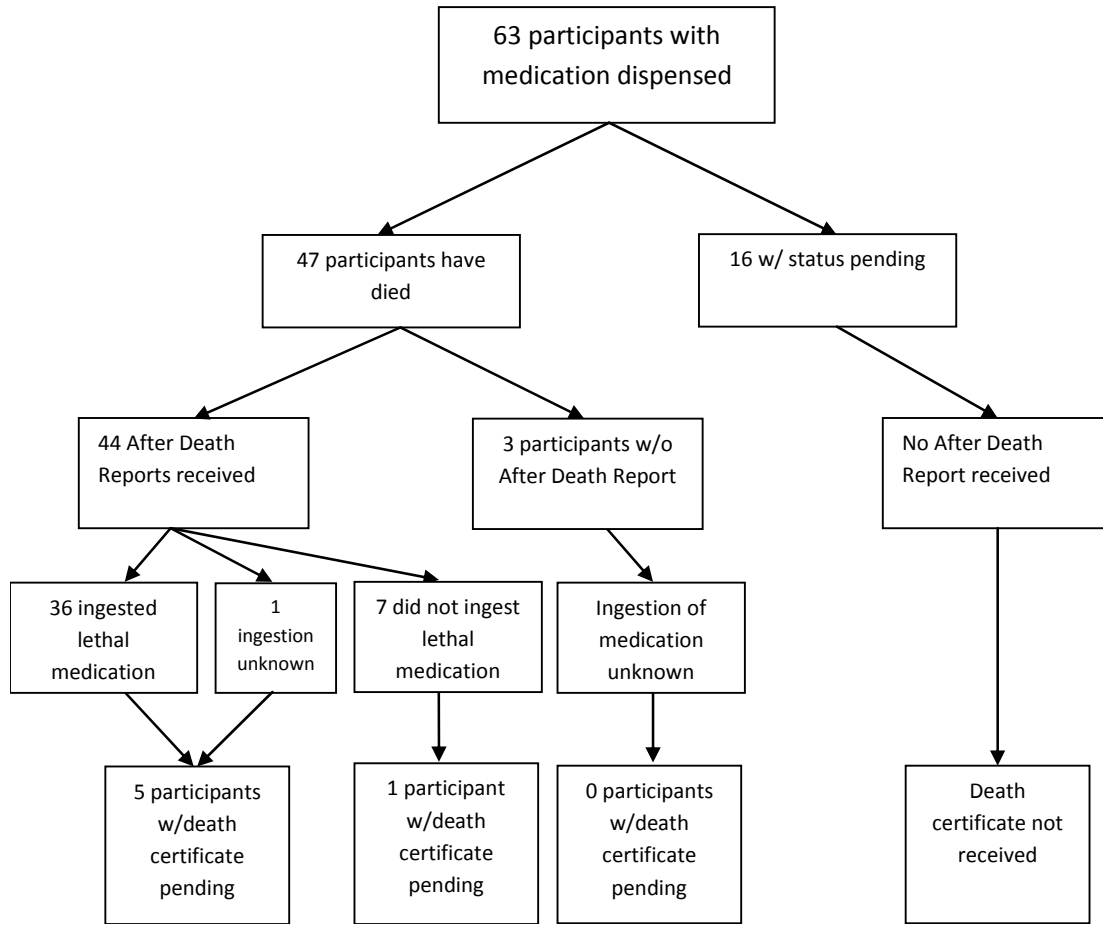 63 participants with
medication dispensed
47 participants have
died
16 w/ status pending
44 After Death
Reports received
3 participants w/o
After Death Report
No After Death
Report received
36 ingested
lethal
medication
1
ingestion
unknown
7 did not ingest
lethal
medication
Ingestion of
medication
unknown
5 participants
w/death
certificate
pending
1 participant
w/death
certificate
pending
0 participants
w/death
certificate
pending
Death
certificate not
received